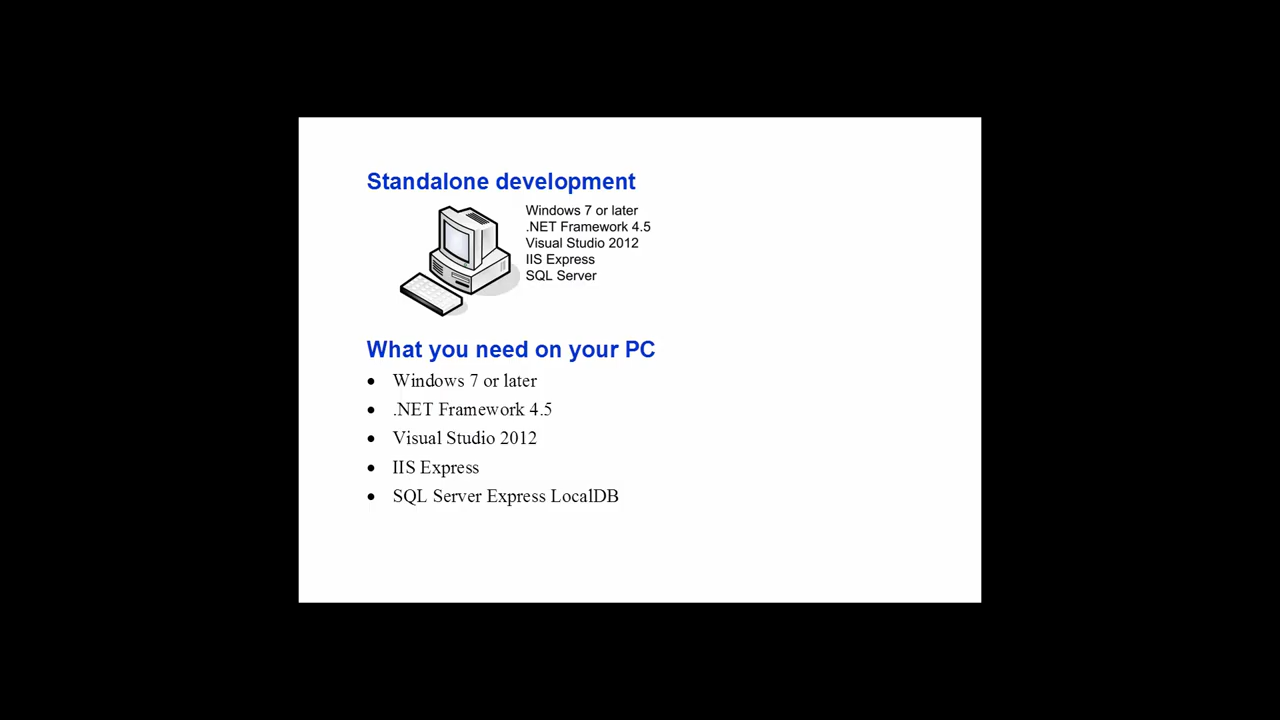 Standalone development
Windows 7 or later
.NET Framework 4.5
Visual Studio 2012
IIS Express
SQL Server
What you need on your PC
• Windows 7 or later
• .NET Framework 4.5
• Visual Studio 2012
• IIS Express
• SQL Server Express LocalDB